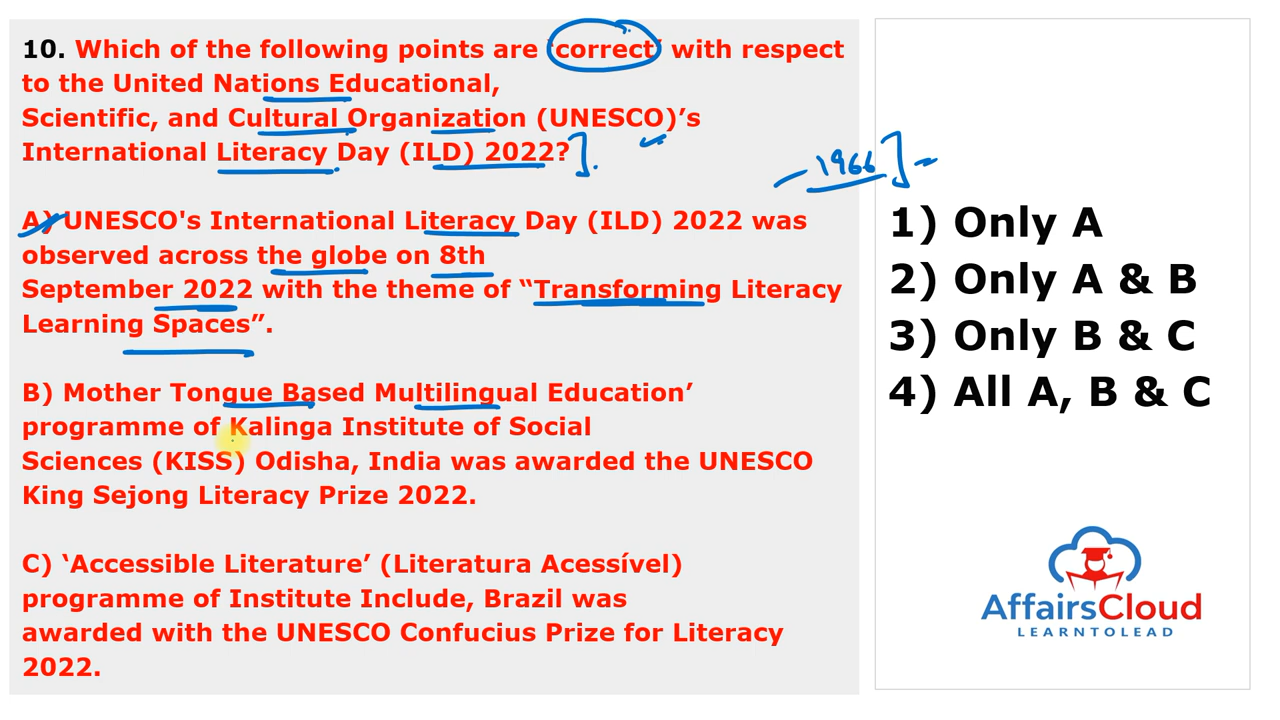 10. Which of the following points are 'correct' with respect
to the United Nations Educational,
Scientific, and Cultural Organization (UNESCO)’s
International Literacy Day (ILD) 2022?
1966
A) UNESCO's International Literacy Day (ILD) 2022 was
observed across the globe on 8th
September 2022 with the theme of “Transforming Literacy
Learning Spaces”.
B) Mother Tongue Based Multilingual Education’
programme of Kalinga Institute of Social
Sciences (KISS) Odisha, India was awarded the UNESCO
King Sejong Literacy Prize 2022.
C) ‘Accessible Literature’ (Literatura Acessível)
programme of Institute Include, Brazil was
awarded with the UNESCO Confucius Prize for Literacy
2022.
1) Only A
2) Only A & B
3) Only B & C
4) All A, B & C
AffairsCloud
LEARNTOLEAD